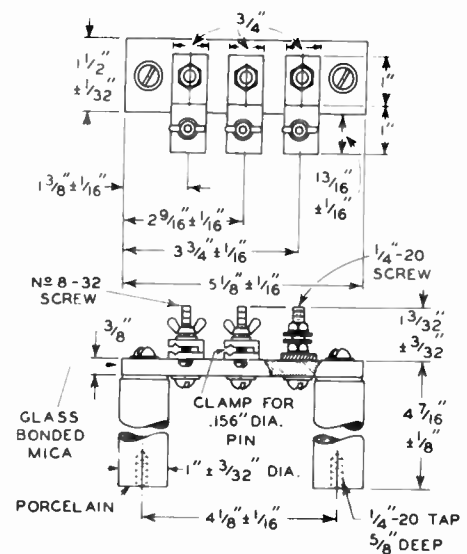 3/4"
1 1/2"
± 1/32"
1"
1"
1 3/8" ± 1/16"
13/16"
± 1/16"
2 9/16" ± 1/16"
3 3/4" ± 1/16"
5 1/8" ± 1/16"
1/4"-20
SCREW
Nº 8-32
SCREW
3/8"
1 3/32"
± 3/32"
GLASS
BONDED
MICA
CLAMP FOR
.156" DIA.
PIN
4 7/16"
± 1/8"
1" ± 3/32" DIA.
PORCELAIN
4 1/8" ± 1/16"
1/4"-20 TAP
5/8" DEEP